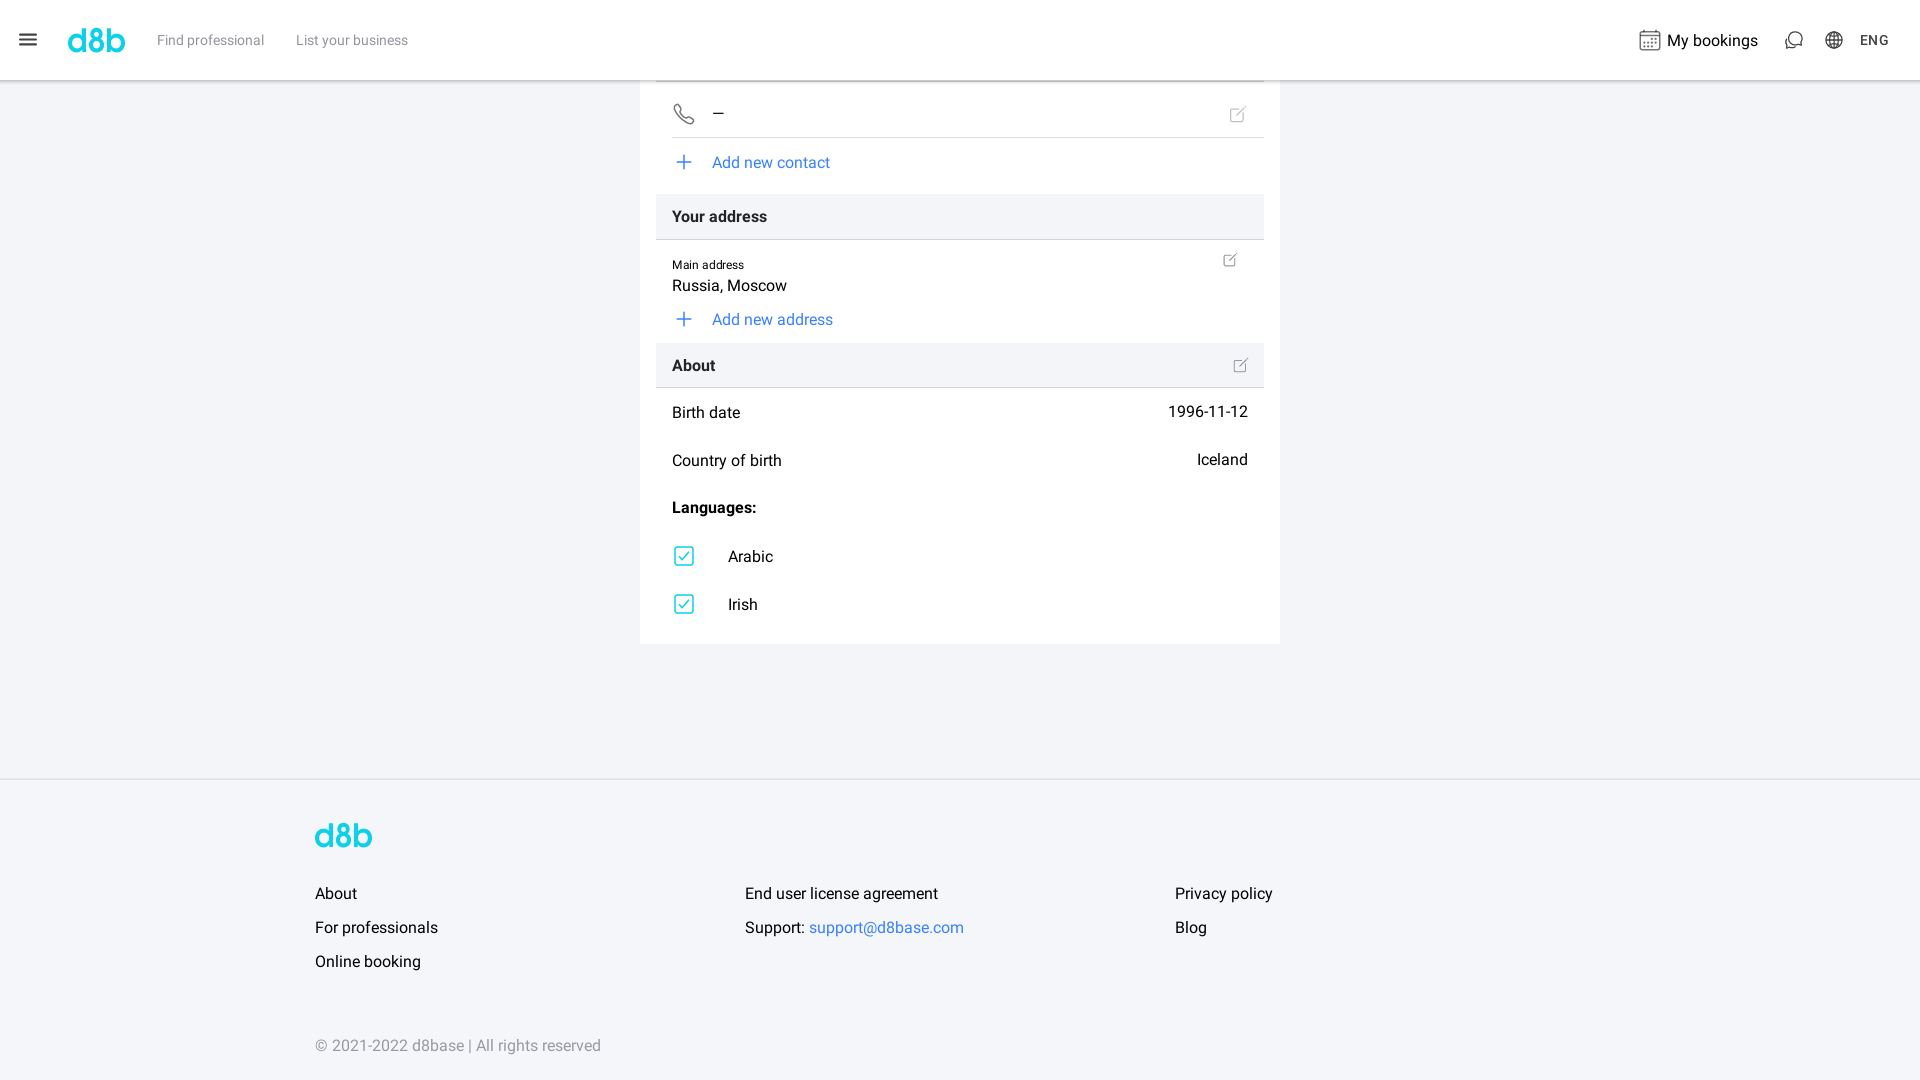 d8b
Find professional
List your business
My bookings
ENG
—
Add new contact
Your address
Main address
Russia, Moscow
Add new address
About
Birth date
1996-11-12
Country of birth
Iceland
Languages:
Arabic
Irish
d8b
About
End user license agreement
Privacy policy
For professionals
Support: support@d8base.com
Blog
Online booking
© 2021-2022 d8base | All rights reserved